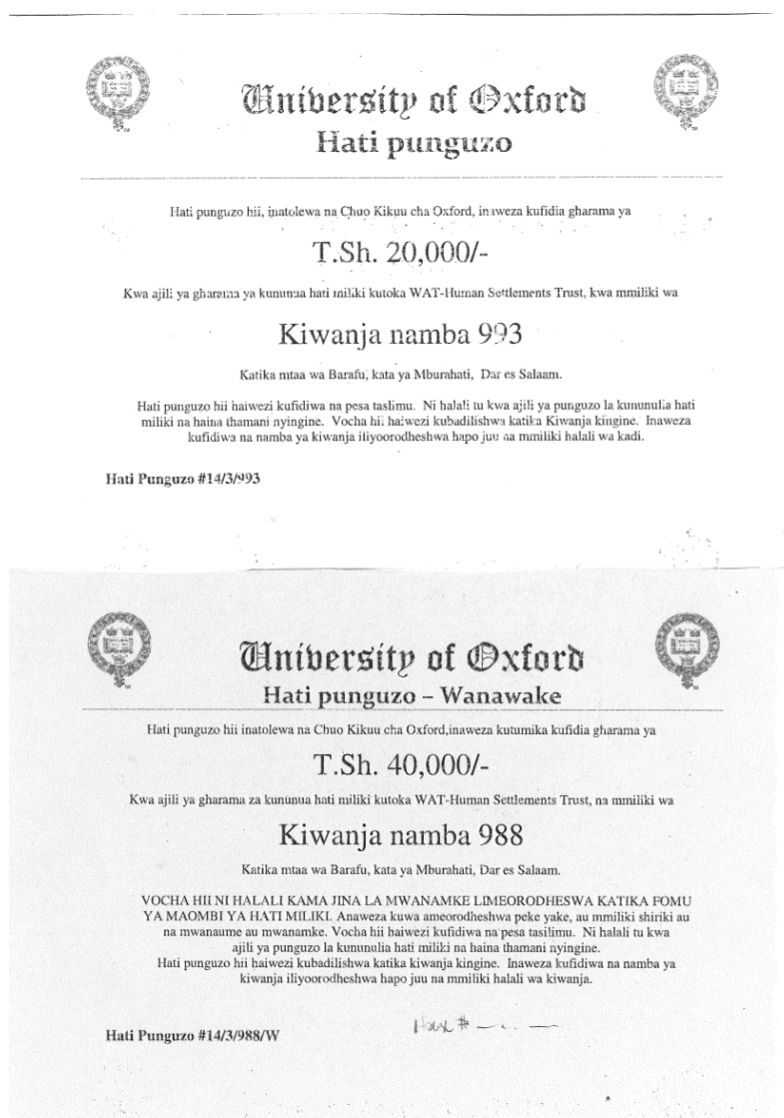 University of Oxford
Hati punguzo
Hati punguzo hii, inatolewa na Chuo Kikuu cha Oxford, inaweza kufidia gharama ya
T.Sh. 20,000/-
Kwa ajili ya gharama ya kununua hati miliki kutoka WAT-Human Settlements Trust, kwa mmiliki wa
Kiwanja namba 993
Katika mtaa wa Barafu, kata ya Mburahati, Dar es Salaam.
Hati punguzo hii haiwezi kufidiwa na pesa taslimu. Ni halali tu kwa ajili ya punguzo la kununulia hati
miliki na haina thamani nyingine. Vocha hii haiwezi kubadilishwa katika Kiwanja kingine. Inaweza
kufidiwa na namba ya kiwanja iliyoorodheshwa hapo juu na mmiliki halali wa kadi.
Hati Punguzo #14/3/993
University of Oxford
Hati punguzo – Wanawake
Hati punguzo hii inatolewa na Chuo Kikuu cha Oxford,inaweza kutumika kufidia gharama ya
T.Sh. 40,000/-
Kwa ajili ya gharama za kununua hati miliki kutoka WAT-Human Settlements Trust, na mmiliki wa
Kiwanja namba 988
Katika mtaa wa Barafu, kata ya Mburahati, Dar es Salaam.
VOCHA HII NI HALALI KAMA JINA LA MWANAMKE LIMEORODHESWA KATIKA FOMU
YA MAOMBI YA HATI MILIKI. Anaweza kuwa ameorodheshwa peke yake, au mmiliki shiriki au
na mwanaume au mwanamke. Vocha hii haiwezi kufidiwa na pesa tasilimu. Ni halali tu kwa
ajili ya punguzo la kununulia hati miliki na haina thamani nyingine.
Hati punguzo hii haiwezi kubadilishwa katika kiwanja kingine. Inaweza kufidiwa na namba ya
kiwanja iliyoorodheshwa hapo juu na mmiliki halali wa kiwanja.
Hati Punguzo #14/3/988/W